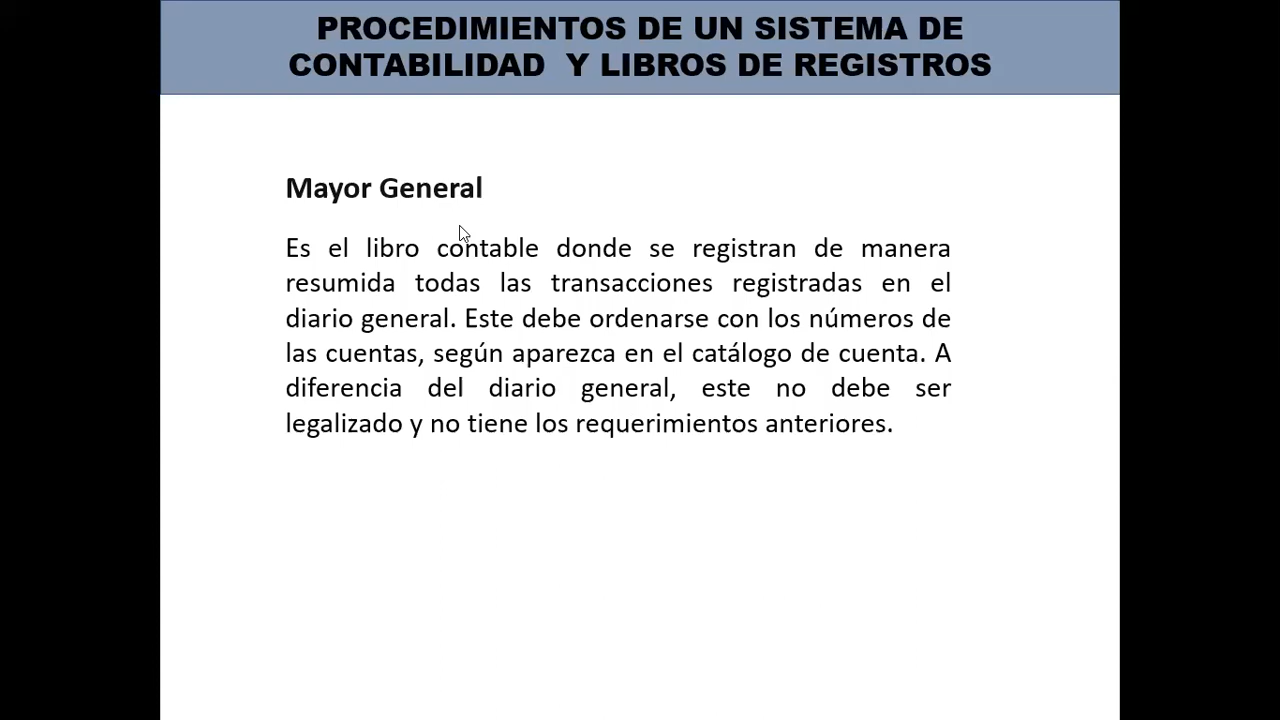 PROCEDIMIENTOS DE UN SISTEMA DE
CONTABILIDAD Y LIBROS DE REGISTROS
Mayor General
Es el libro contable donde se registran de manera
resumida todas las transacciones registradas en el
diario general. Este debe ordenarse con los números de
las cuentas, según aparezca en el catálogo de cuenta. A
diferencia del diario general, este no debe ser
legalizado y no tiene los requerimientos anteriores.